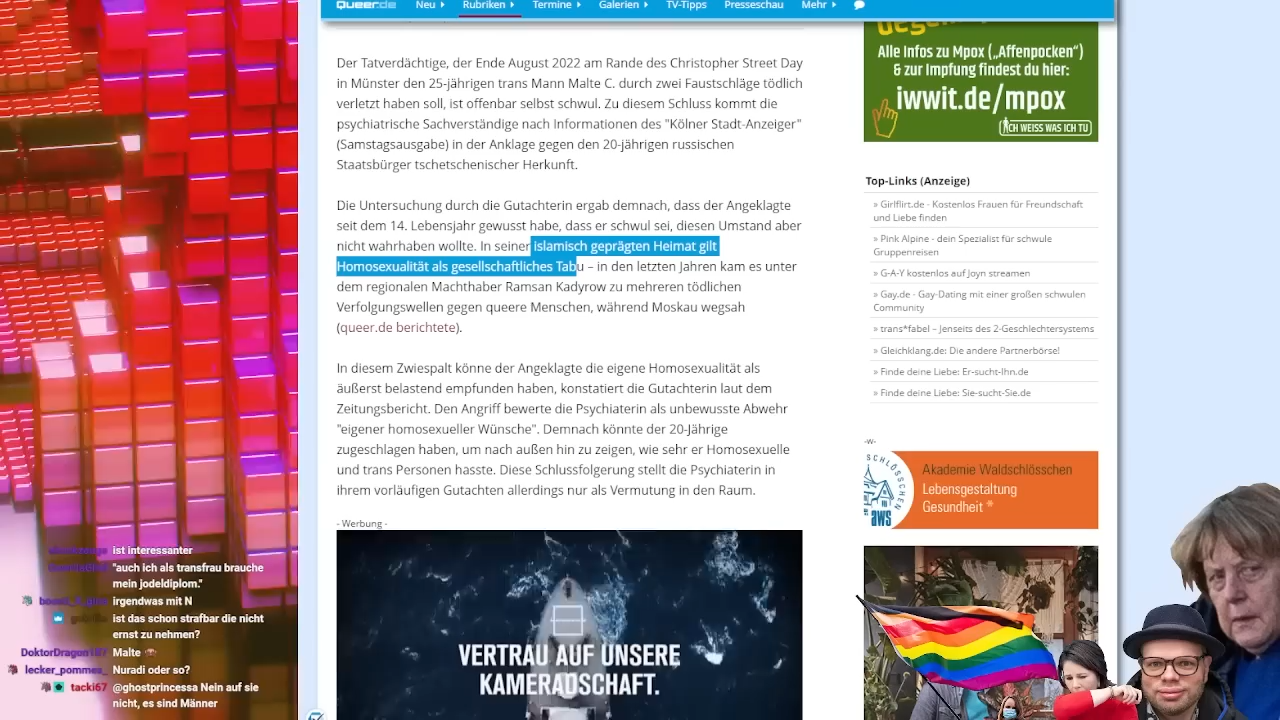 Queer.de
Neu
Rubriken
Termine
Galerien
TV-Tipps
Presseschau
Mehr
Der Tatverdächtige, der Ende August 2022 am Rande des Christopher Street Day
in Münster den 25-jährigen trans Mann Malte C. durch zwei Faustschläge tödlich
verletzt haben soll, ist offenbar selbst schwul. Zu diesem Schluss kommt die
psychiatrische Sachverständige nach Informationen des "Kölner Stadt-Anzeiger"
(Samstagsausgabe) in der Anklage gegen den 20-jährigen russischen
Staatsbürger tschetschenischer Herkunft.
Die Untersuchung durch die Gutachterin ergab demnach, dass der Angeklagte
seit dem 14. Lebensjahr gewusst habe, dass er schwul sei, diesen Umstand aber
nicht wahrhaben wollte. In seiner islamisch geprägten Heimat gilt
Homosexualität als gesellschaftliches Tabu – in den letzten Jahren kam es unter
dem regionalen Machthaber Ramsan Kadyrow zu mehreren tödlichen
Verfolgungswellen gegen queere Menschen, während Moskau wegsah
(queer.de berichtete).
In diesem Zwiespalt könne der Angeklagte die eigene Homosexualität als
äußerst belastend empfunden haben, konstatiert die Gutachterin laut dem
Zeitungsbericht. Den Angriff bewerte die Psychiaterin als unbewusste Abwehr
"eigener homosexueller Wünsche". Demnach könnte der 20-Jährige
zugeschlagen haben, um nach außen hin zu zeigen, wie sehr er Homosexuelle
und trans Personen hasste. Diese Schlussfolgerung stellt die Psychiaterin in
ihrem vorläufigen Gutachten allerdings nur als Vermutung in den Raum.
- Werbung -
VERTRAU AUF UNSERE
KAMERADSCHAFT.
Alle Infos zu Mpox („Affenpocken“)
& zur Impfung findest du hier:
iwwit.de/mpox
ICH WEISS WAS ICH TU
Top-Links (Anzeige)
» Girlflirt.de - Kostenlos Frauen für Freundschaft
und Liebe finden
» Pink Alpine - dein Spezialist für schwule
Gruppenreisen
» G-A-Y kostenlos auf Joyn streamen
» Gay.de - Gay-Dating mit einer großen schwulen
Community
» trans*fabel – Jenseits des 2-Geschlechtersystems
» Gleichklang.de: Die andere Partnerbörse!
» Finde deine Liebe: Er-sucht-Ihn.de
» Finde deine Liebe: Sie-sucht-Sie.de
-w-
SCHLÖSSCHEN
aws
Akademie Waldschlösschen
Lebensgestaltung
Gesundheit *
ist interessanter
"auch ich als transfrau brauche
mein jodeldiplom."
irgendwas mit N
ist das schon strafbar die nicht
ernst zu nehmen?
DoktorDragon187 Malte
lecker_pommes_ Nuradi oder so?
tacki67 @ghostprincessa Nein auf sie
nicht, es sind Männer